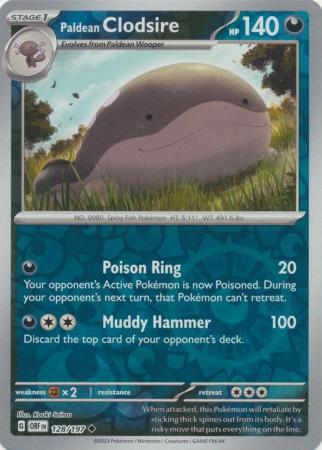 STAGE 1
Paldean Clodsire
HP 140
Evolves from Paldean Wooper
NO. 0980 Spiny Fish Pokémon HT: 5'11" WT: 491.6 lbs.
Poison Ring 20
Your opponent's Active Pokémon is now Poisoned. During your
opponent's next turn, that Pokémon can't retreat.
Muddy Hammer 100
Discard the top card of your opponent's deck.
weakness × 2 resistance retreat
Illus. Kouki Saitou
G OBF EN 128/197
When attacked, this Pokémon will retaliate by
sticking thick spines out from its body. It's a
risky move that puts everything on the line.
©2023 Pokémon / Nintendo / Creatures / GAME FREAK